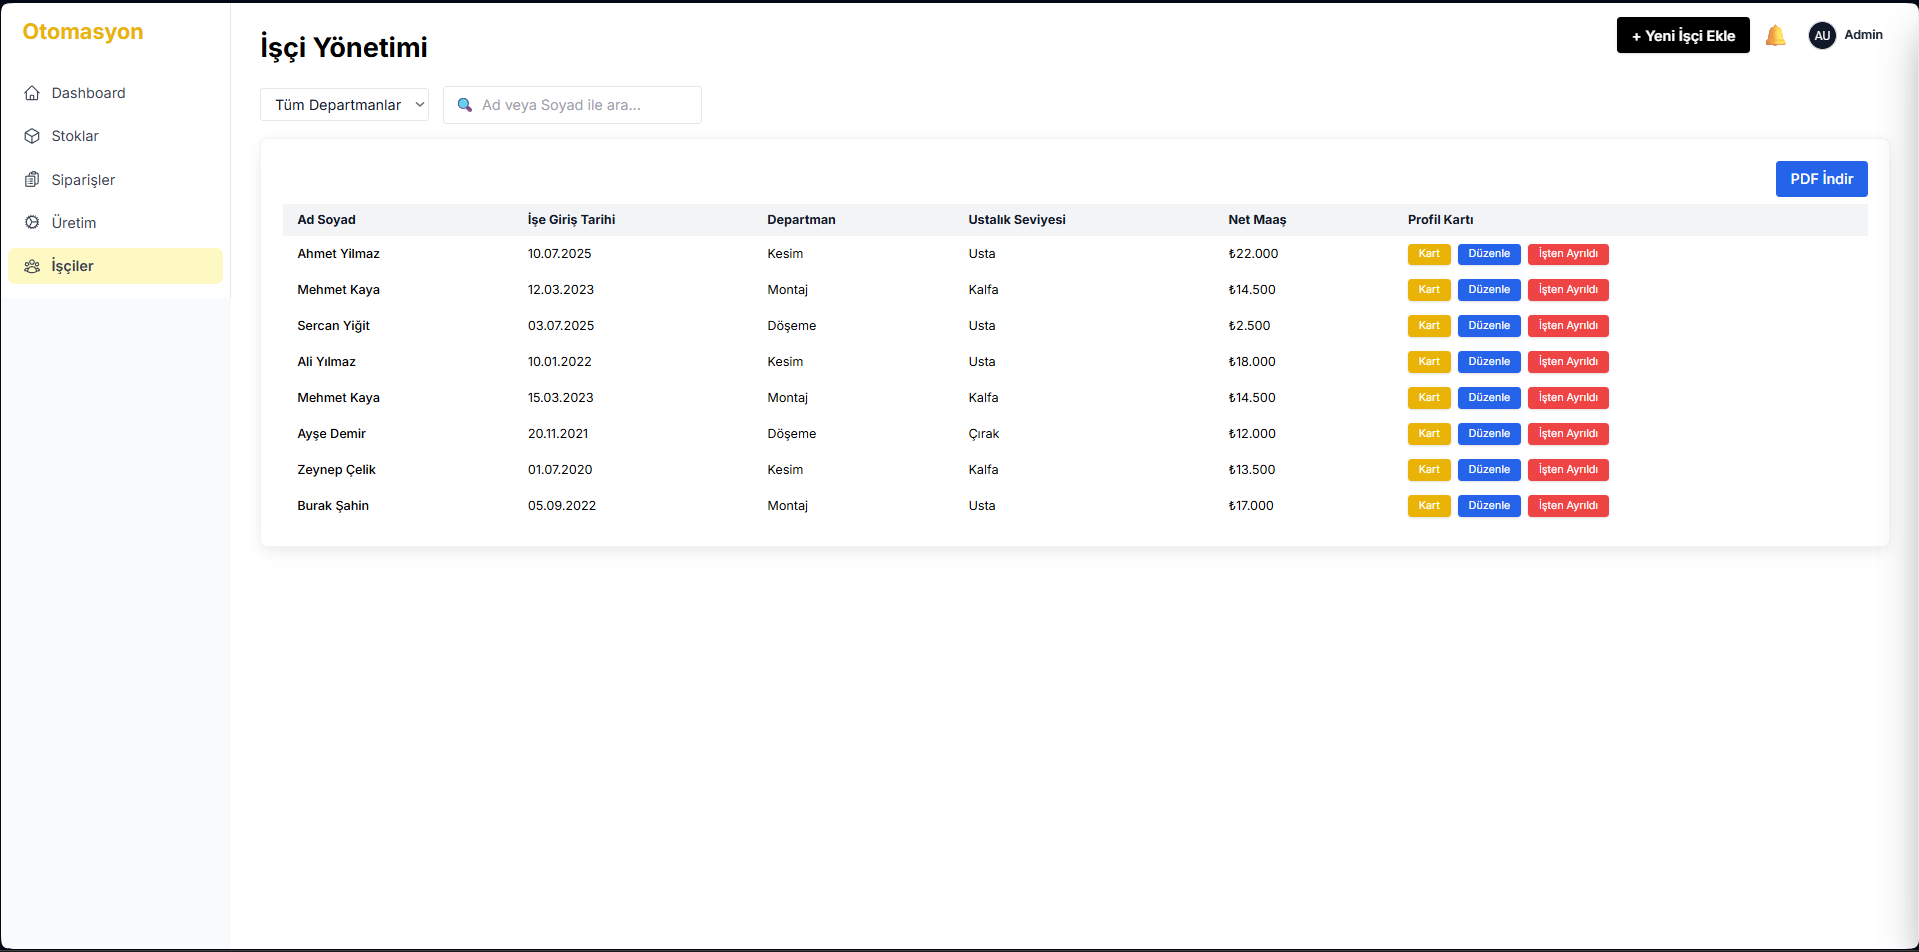 Otomasyon
Dashboard
Stoklar
Siparişler
Üretim
İşçiler
İşçi Yönetimi
+ Yeni İşçi Ekle
AU Admin
Tüm Departmanlar
Ad veya Soyad ile ara...
PDF İndir
Ad Soyad İşe Giriş Tarihi Departman Ustalık Seviyesi Net Maaş Profil Kartı
Ahmet Yilmaz 10.07.2025 Kesim Usta ₺22.000 Kart Düzenle İşten Ayrıldı
Mehmet Kaya 12.03.2023 Montaj Kalfa ₺14.500 Kart Düzenle İşten Ayrıldı
Sercan Yiğit 03.07.2025 Döşeme Usta ₺2.500 Kart Düzenle İşten Ayrıldı
Ali Yılmaz 10.01.2022 Kesim Usta ₺18.000 Kart Düzenle İşten Ayrıldı
Mehmet Kaya 15.03.2023 Montaj Kalfa ₺14.500 Kart Düzenle İşten Ayrıldı
Ayşe Demir 20.11.2021 Döşeme Çırak ₺12.000 Kart Düzenle İşten Ayrıldı
Zeynep Çelik 01.07.2020 Kesim Kalfa ₺13.500 Kart Düzenle İşten Ayrıldı
Burak Şahin 05.09.2022 Montaj Usta ₺17.000 Kart Düzenle İşten Ayrıldı